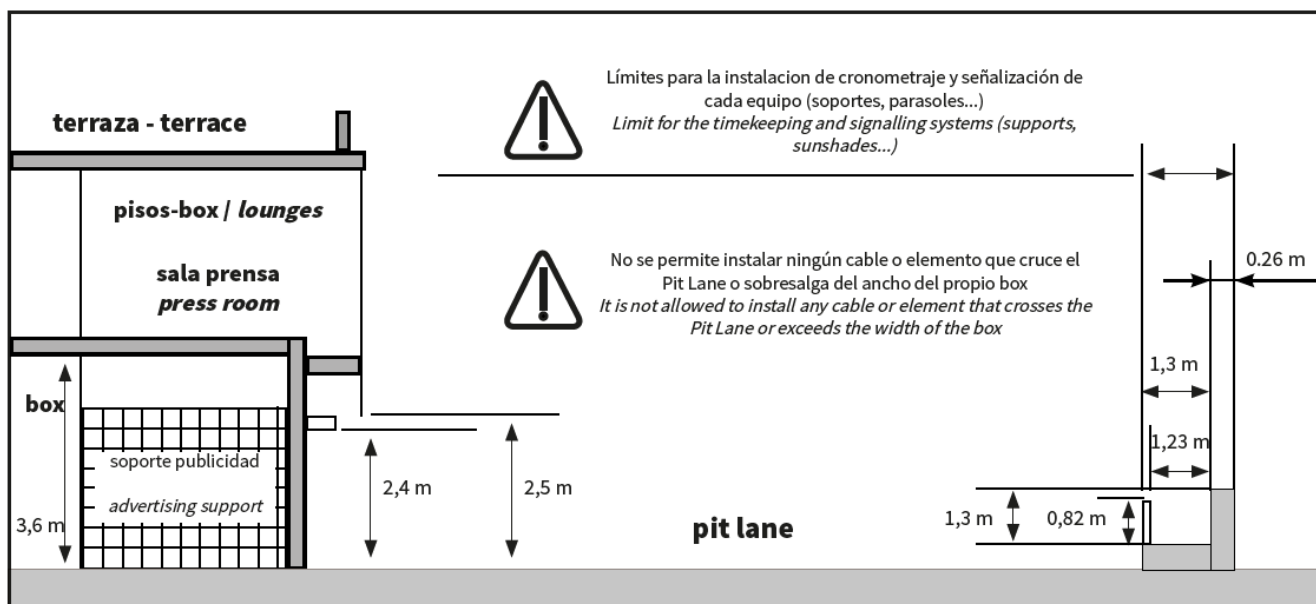 Límites para la instalacion de cronometraje y señalización de
cada equipo (soportes, parasoles...)
Limit for the timekeeping and signalling systems (supports,
sunshades...)
terraza - terrace
pisos-box / lounges
sala prensa
press room
No se permite instalar ningún cable o elemento que cruce el
Pit Lane o sobresalga del ancho del propio box
It is not allowed to install any cable or element that crosses the
Pit Lane or exceeds the width of the box
0.26 m
1,3 m
box
1,23 m
soporte publicidad
advertising support
3,6 m
2,4 m
2,5 m
pit lane
1,3 m
0,82 m